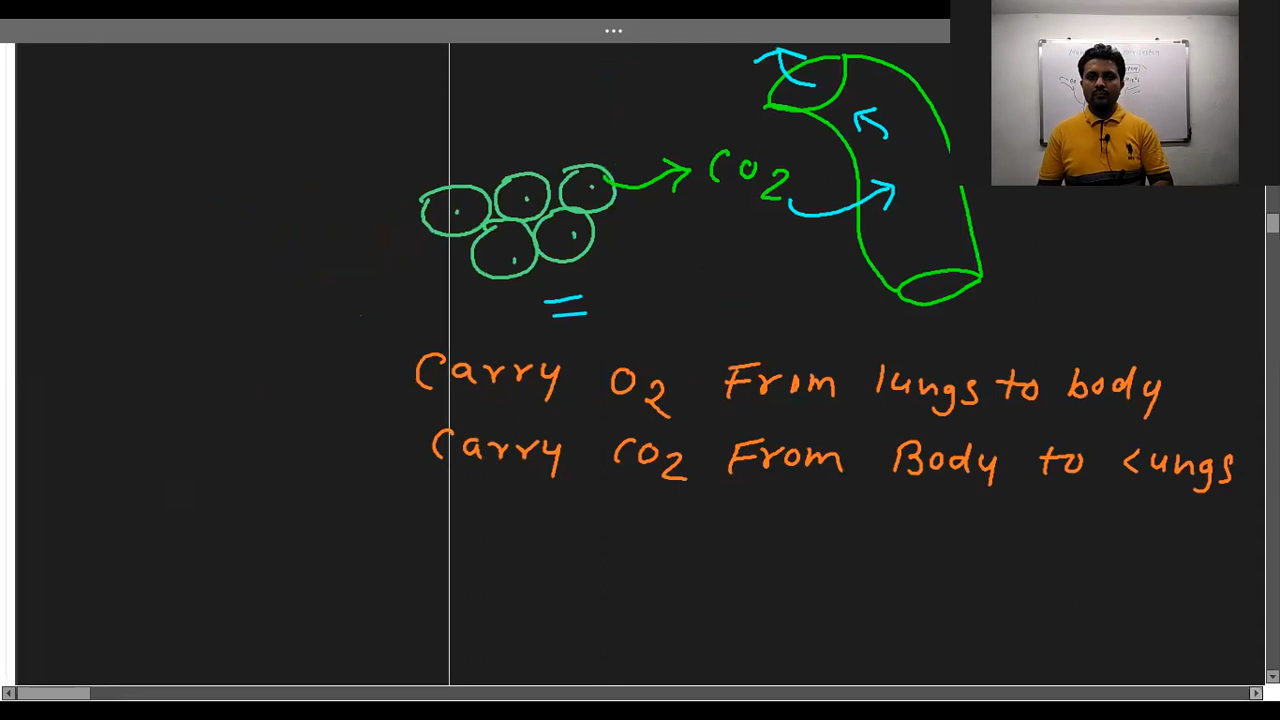 CO2
Carry O2 From lungs to body
Carry CO2 From Body to Lungs